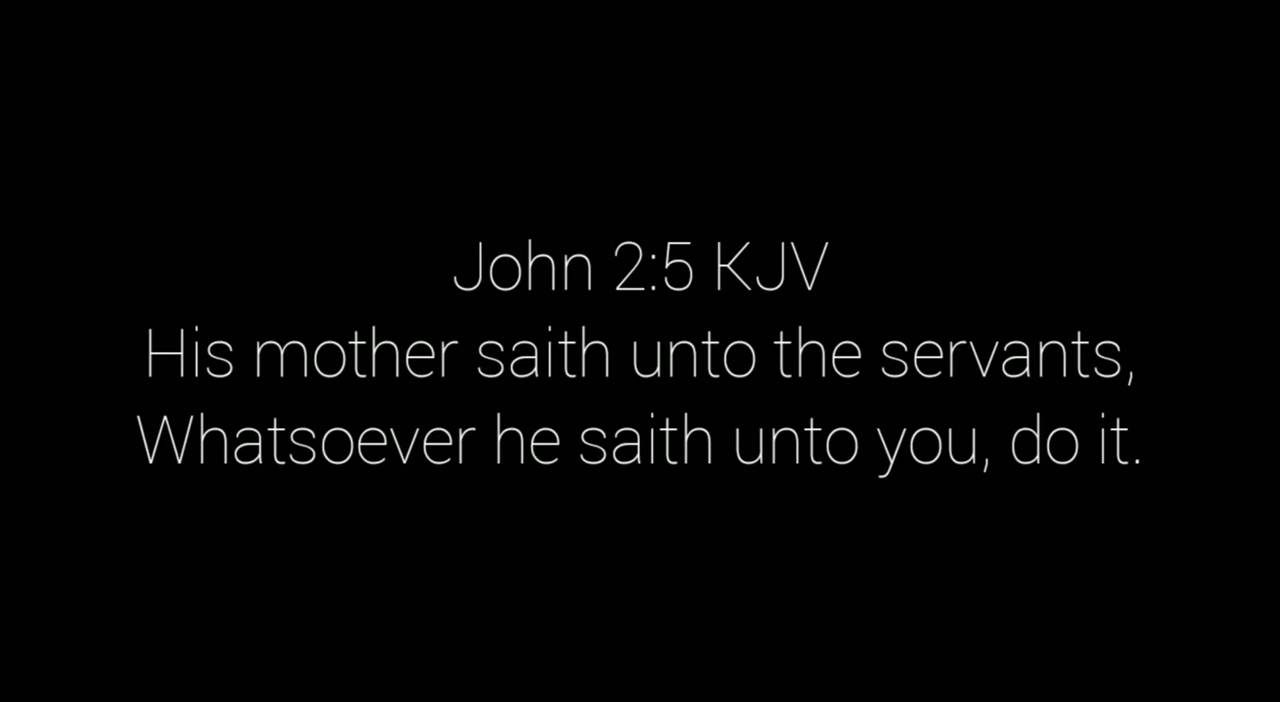 John 2:5 KJV
His mother saith unto the servants,
Whatsoever he saith unto you, do it.